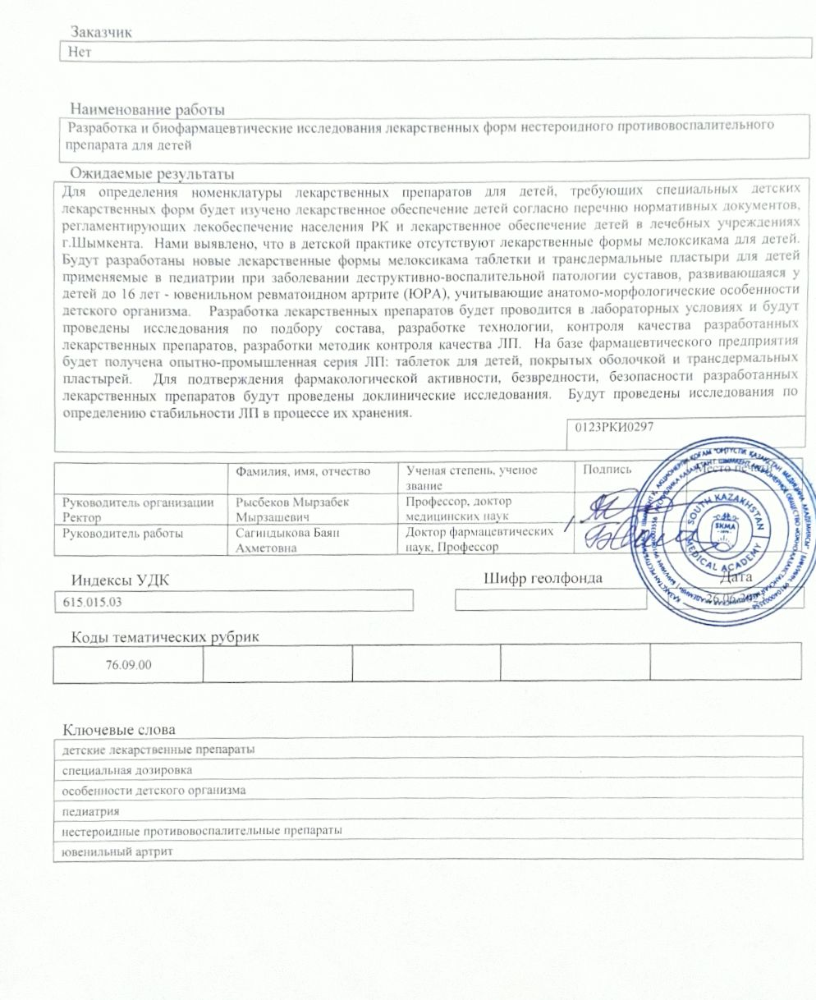 Заказчик
Нет
Наименование работы
Разработка и биофармацевтические исследования лекарственных форм нестероидного противовоспалительного
препарата для детей
Ожидаемые результаты
Для определения номенклатуры лекарственных препаратов для детей, требующих специальных детских
лекарственных форм будет изучено лекарственное обеспечение детей согласно перечню нормативных документов,
регламентирующих лекобеспечение населения РК и лекарственное обеспечение детей в лечебных учреждениях
г.Шымкента. Нами выявлено, что в детской практике отсутствуют лекарственные формы мелоксикама для детей.
Будут разработаны новые лекарственные формы мелоксикама таблетки и трансдермальные пластыри для детей
применяемые в педиатрии при заболевании деструктивно-воспалительной патологии суставов, развивающаяся у
детей до 16 лет - ювенильном ревматоидном артрите (ЮРА), учитывающие анатомо-морфологические особенности
детского организма. Разработка лекарственных препаратов будет проводится в лабораторных условиях и будут
проведены исследования по подбору состава, разработке технологии, контроля качества разработанных
лекарственных препаратов, разработки методик контроля качества ЛП. На базе фармацевтического предприятия
будет получена опытно-промышленная серия ЛП: таблеток для детей, покрытых оболочкой и трансдермальных
пластырей. Для подтверждения фармакологической активности, безвредности, безопасности разработанных
лекарственных препаратов будут проведены доклинические исследования. Будут проведены исследования по
определению стабильности ЛП в процессе их хранения.
0123РКИ0297
Фамилия, имя, отчество Ученая степень, ученое Подпись Место печати
звание
Руководитель организации Рысбеков Мырзабек Профессор, доктор
Ректор Мырзашевич медицинских наук
Руководитель работы Сагиндыкова Баян Доктор фармацевтических
Ахметовна наук, Профессор
SOUTH KAZAKHSTAN
SKMA
MEDICAL ACADEMY
Индексы УДК Шифр геолфонда Дата
615.015.03 26.06.
Коды тематических рубрик
76.09.00
Ключевые слова
детские лекарственные препараты
специальная дозировка
особенности детского организма
педиатрия
нестероидные противовоспалительные препараты
ювенильный артрит